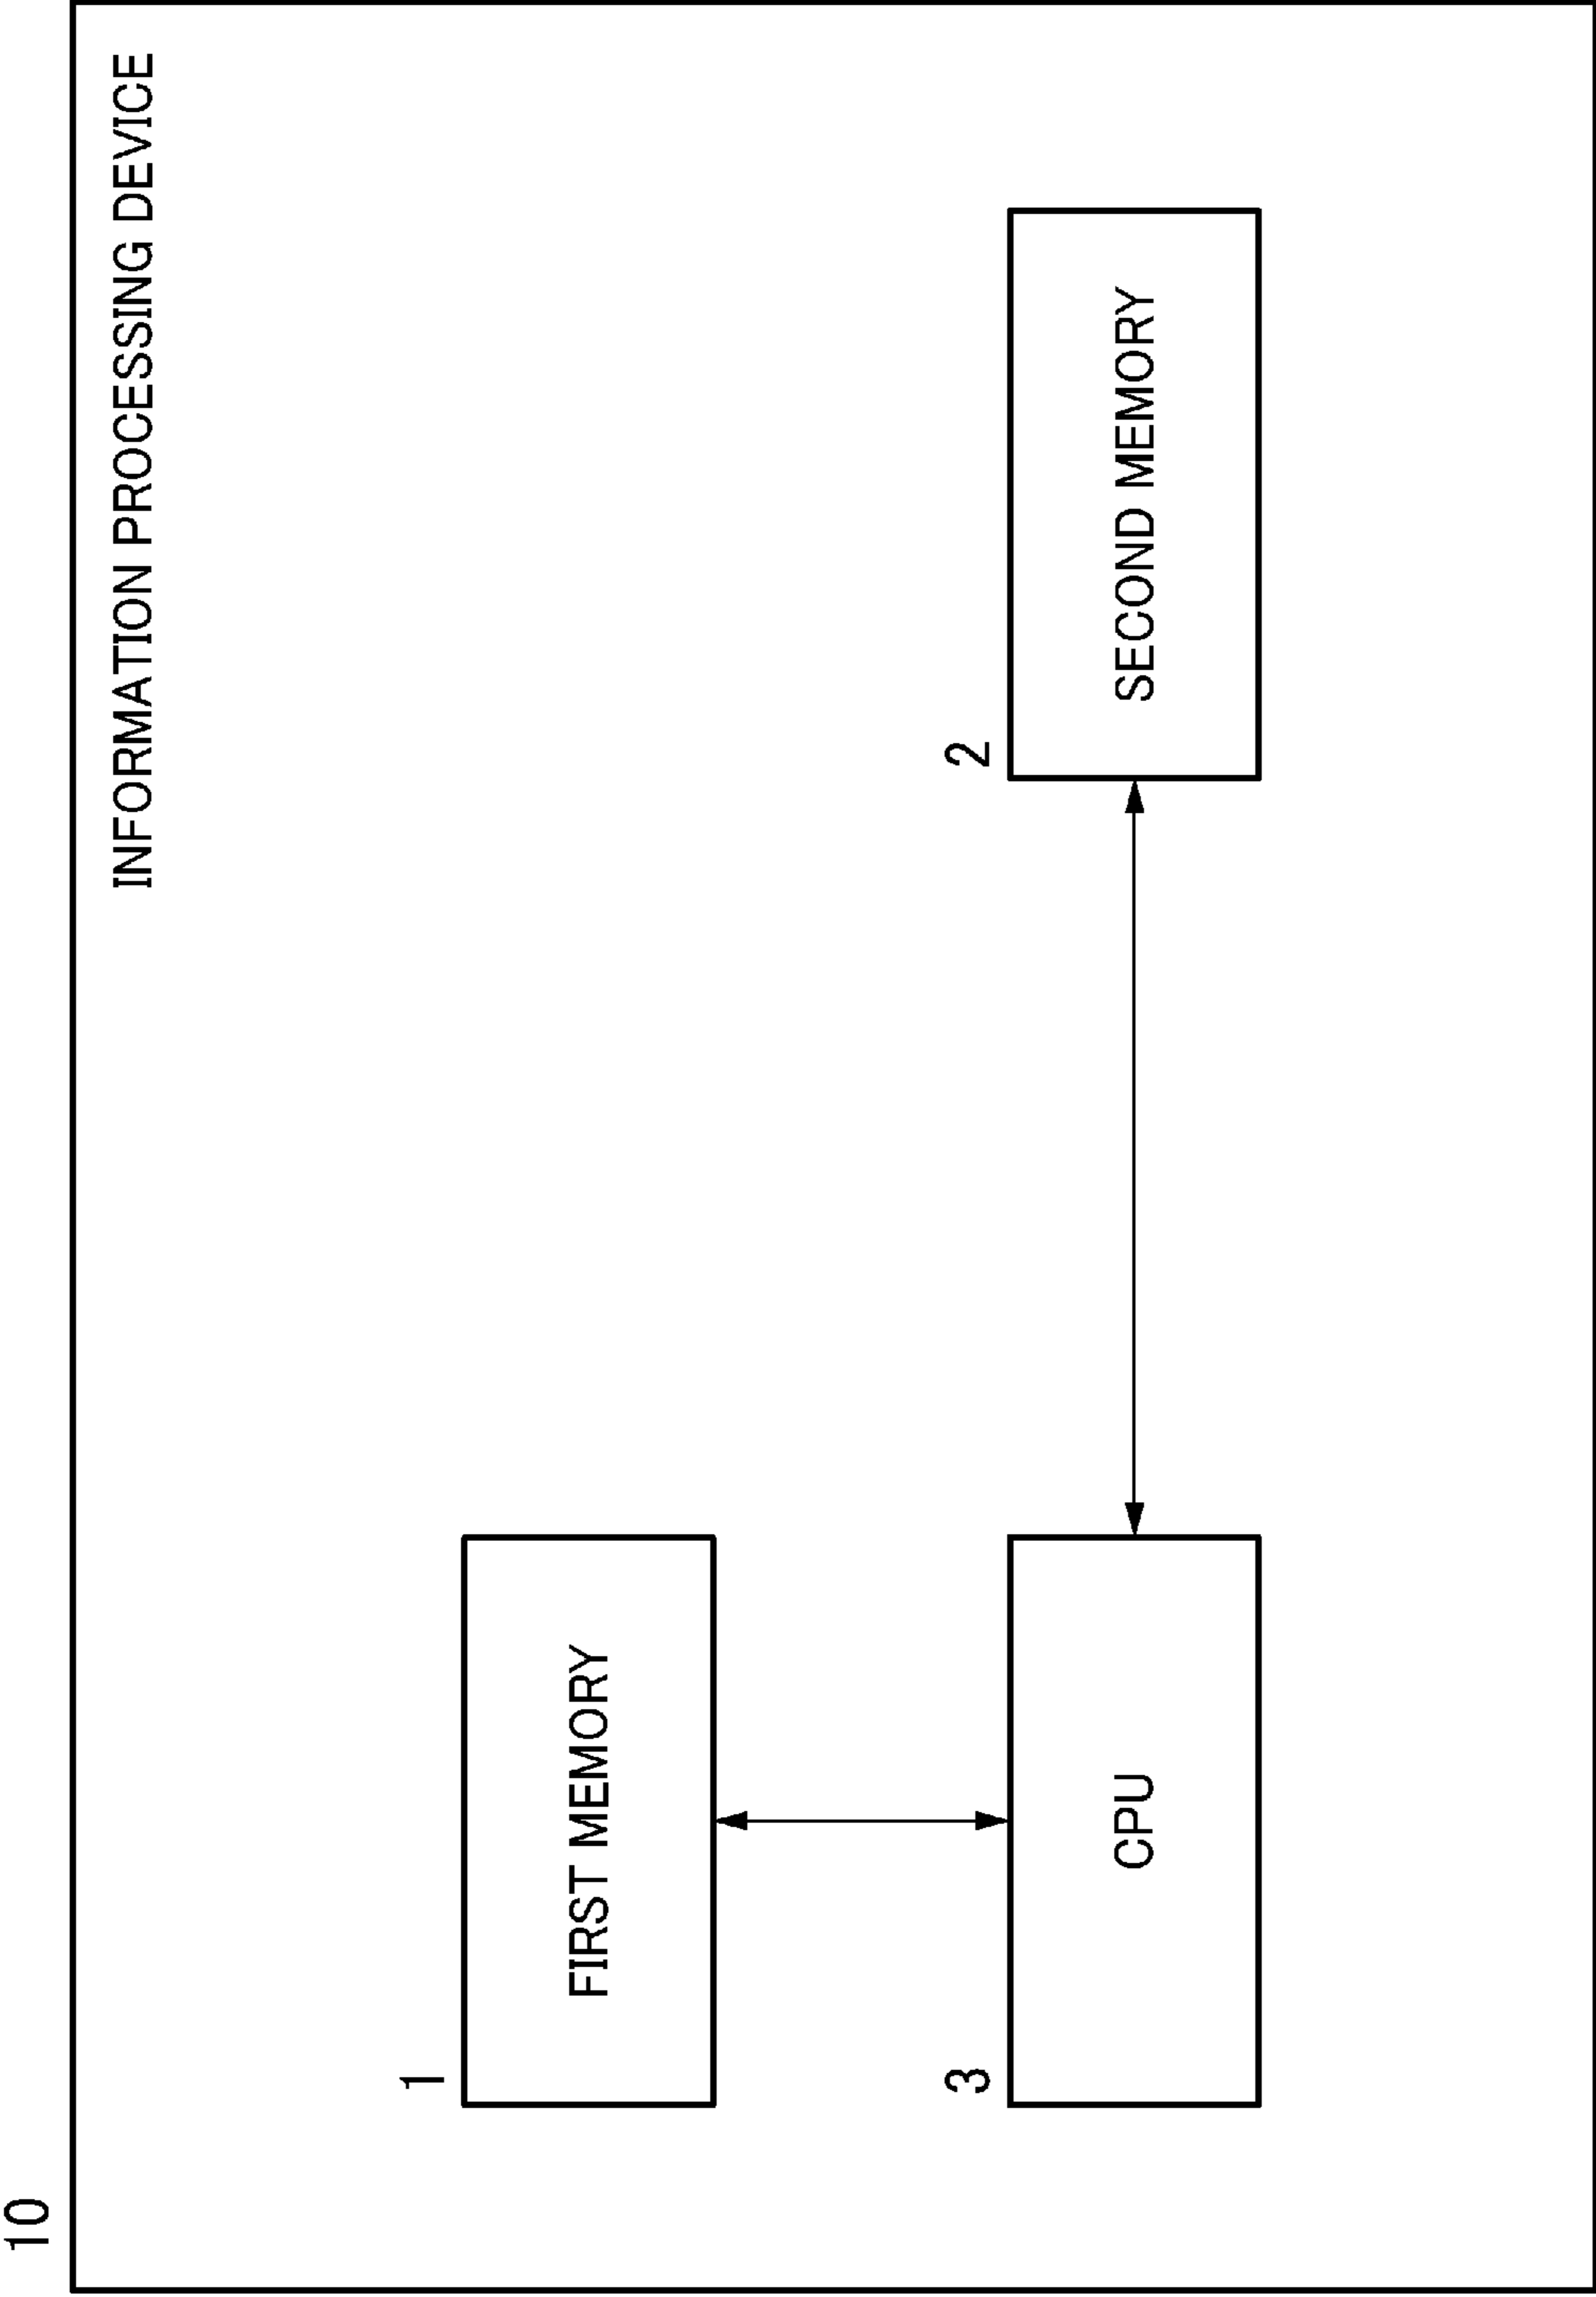 10
INFORMATION PROCESSING DEVICE
1
FIRST MEMORY
3
CPU
2
SECOND MEMORY